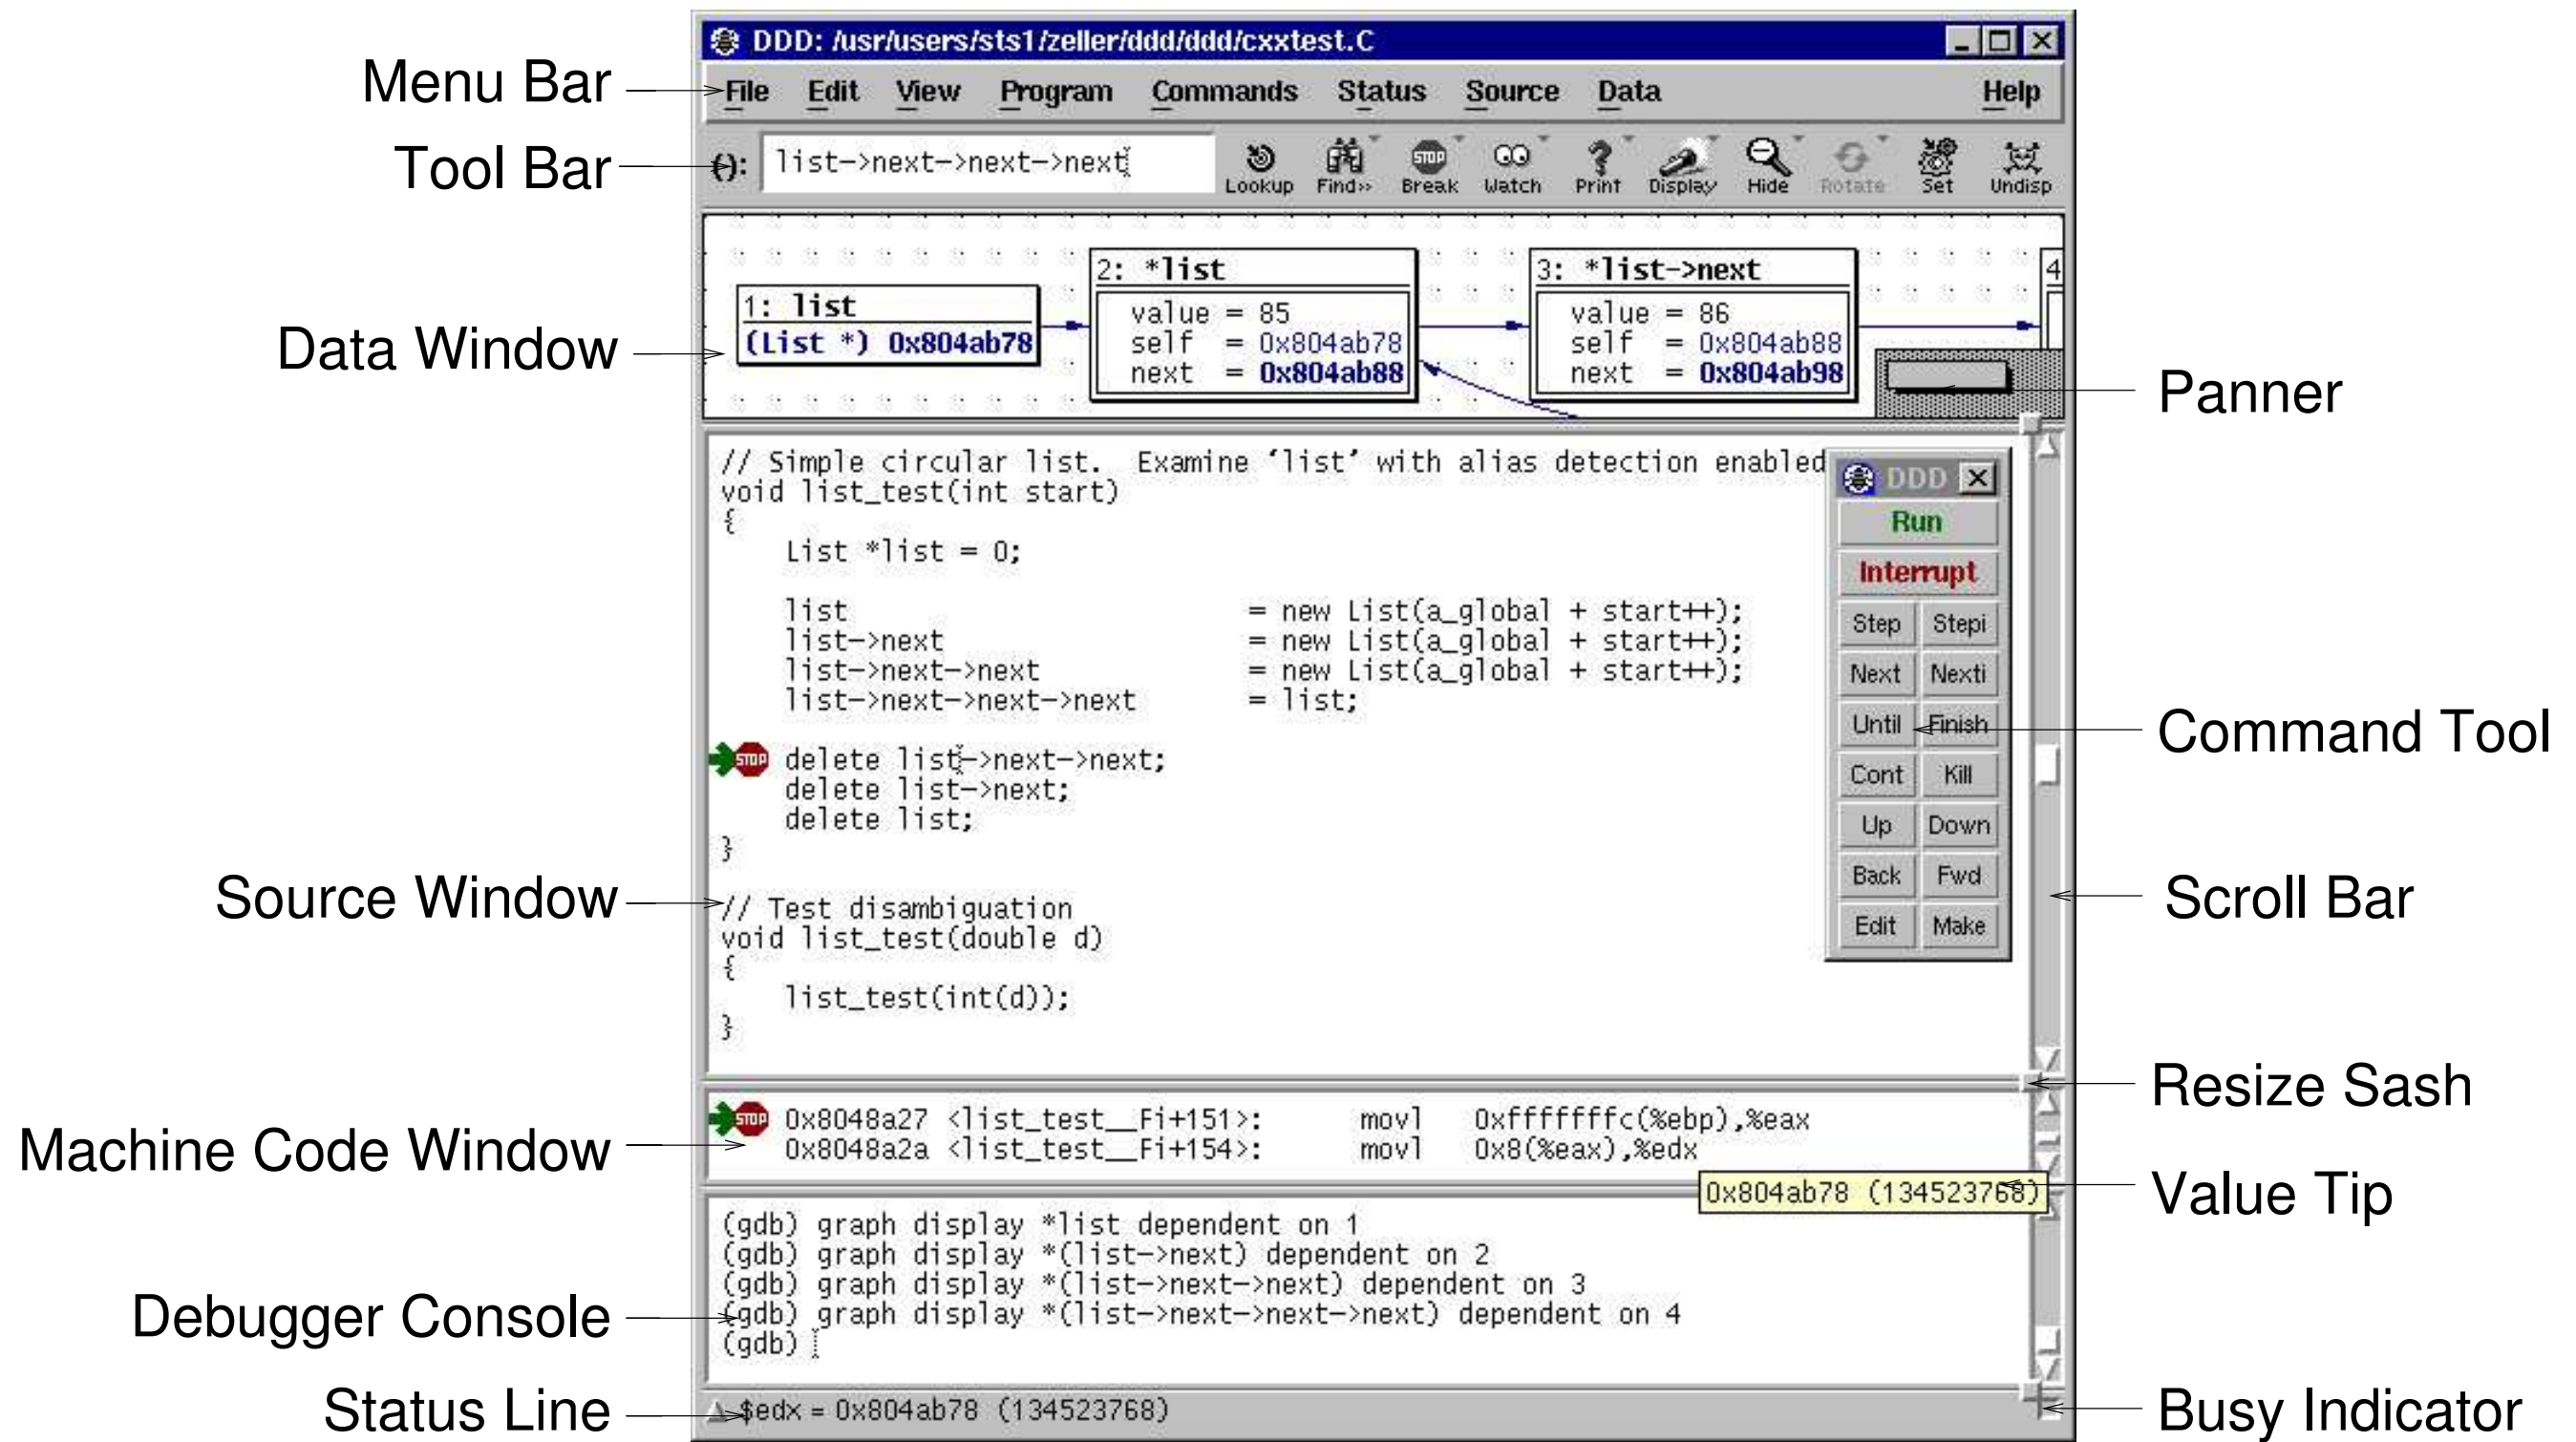 DDD: /usr/users/sts1/zeller/ddd/ddd/cxxtest.C
Menu Bar
File Edit View Program Commands Status Source Data Help
Tool Bar
(): list->next->next->next
Lookup Find>> Break Watch Print Display Hide Rotate Set Undisp
Data Window
1: list
(List *) 0x804ab78
2: *list
value = 85
self = 0x804ab78
next = 0x804ab88
3: *list->next
value = 86
self = 0x804ab88
next = 0x804ab98
4
Panner
// Simple circular list. Examine ‘list’ with alias detection enabled
void list_test(int start)
{
List *list = 0;
list = new List(a_global + start++);
list->next = new List(a_global + start++);
list->next->next = new List(a_global + start++);
list->next->next->next = list;
STOP delete list->next->next;
delete list->next;
delete list;
}
Source Window
// Test disambiguation
void list_test(double d)
{
list_test(int(d));
}
DDD
Run
Interrupt
Step Stepi
Next Nexti
Until Finish
Cont Kill
Up Down
Back Fwd
Edit Make
Command Tool
Scroll Bar
Resize Sash
Machine Code Window
STOP 0x8048a27 <list_test__Fi+151>: movl 0xfffffffc(%ebp),%eax
0x8048a2a <list_test__Fi+154>: movl 0x8(%eax),%edx
0x804ab78 (134523768)
Value Tip
Debugger Console
(gdb) graph display *list dependent on 1
(gdb) graph display *(list->next) dependent on 2
(gdb) graph display *(list->next->next) dependent on 3
(gdb) graph display *(list->next->next->next) dependent on 4
(gdb)
Status Line
$edx = 0x804ab78 (134523768)
Busy Indicator